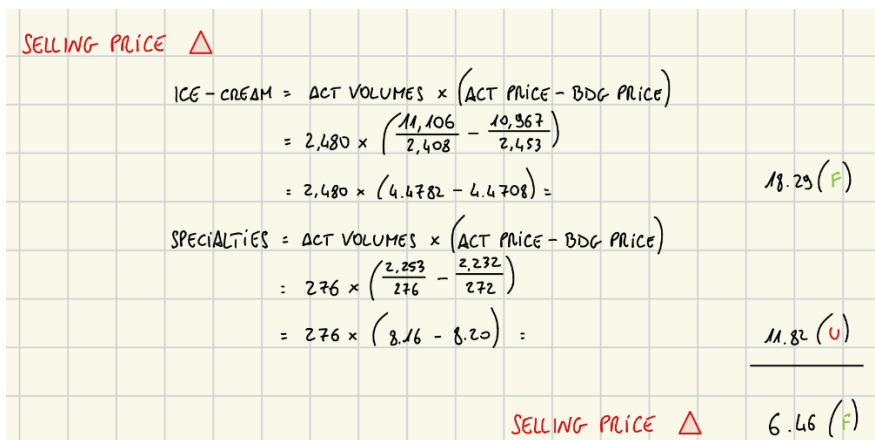 SELLING PRICE △
ICE-CREAM = ACT VOLUMES × (ACT PRICE - BDG PRICE)
= 2,480 × (11,106/2,408 - 10,967/2,453)
= 2,480 × (4.4782 - 4.4708) = 18.29 (F)
SPECIALTIES = ACT VOLUMES × (ACT PRICE - BDG PRICE)
= 276 × (2,253/276 - 2,232/272)
= 276 × (8.16 - 8.20) = 11.82 (U)
SELLING PRICE △ 6.46 (F)